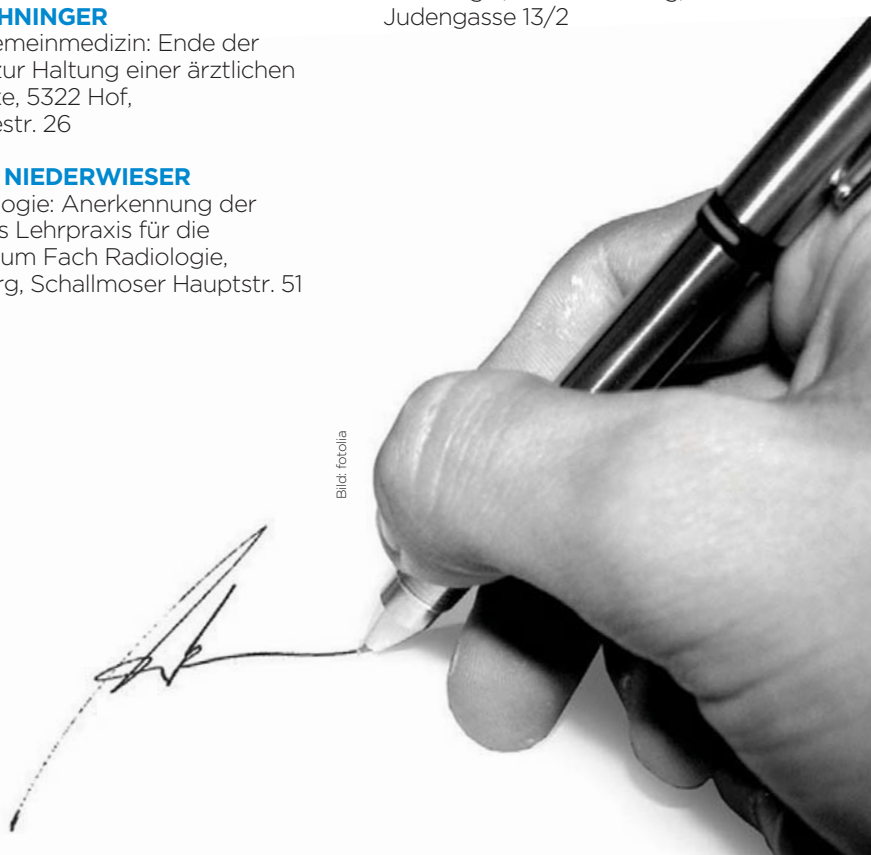 HNINGER
emeinmedizin: Ende der
zur Haltung einer ärztlichen
e, 5322 Hof,
estr. 26
NIEDERWIESER
ogie: Anerkennung der
s Lehrpraxis für die
um Fach Radiologie,
rg, Schallmoser Hauptstr. 51
Judengasse 13/2
Bild: fotolia